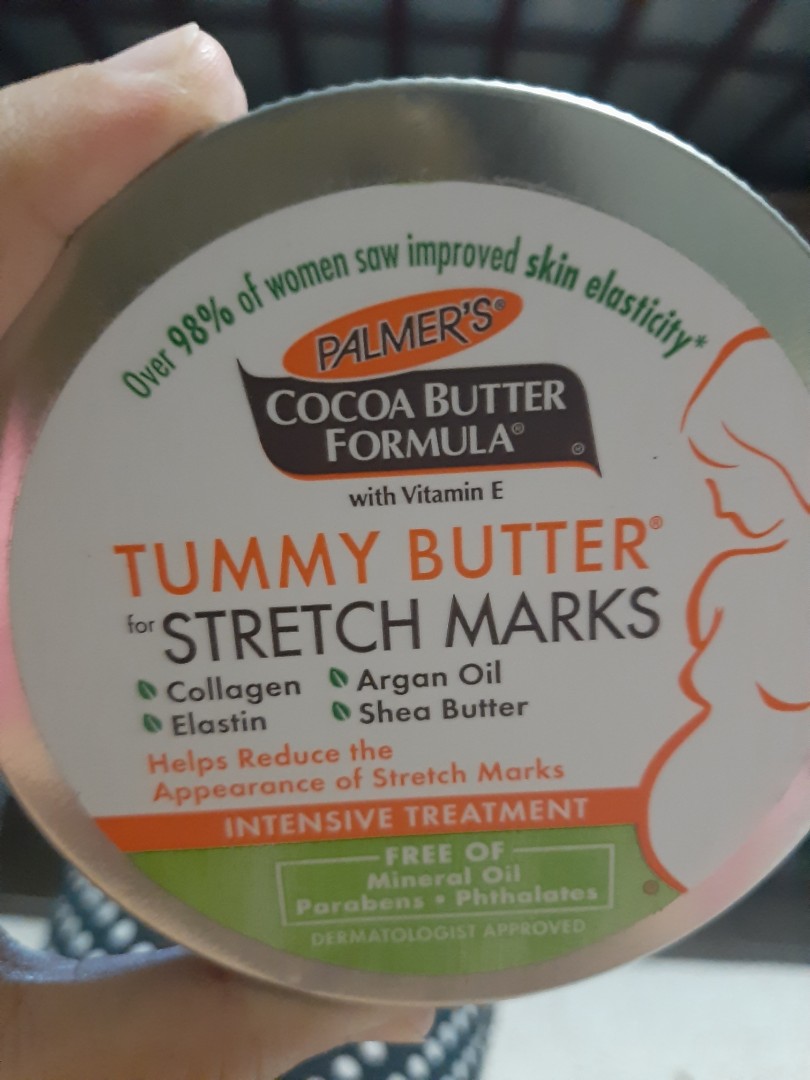 Over 98% of women saw improved skin elasticity*
PALMER'S®
COCOA BUTTER
FORMULA®
®
with Vitamin E
TUMMY BUTTER®
for STRETCH MARKS
Collagen
Argan Oil
Elastin
Shea Butter
Helps Reduce the
Appearance of Stretch Marks
INTENSIVE TREATMENT
FREE OF
Mineral Oil
Parabens • Phthalates
DERMATOLOGIST APPROVED
®